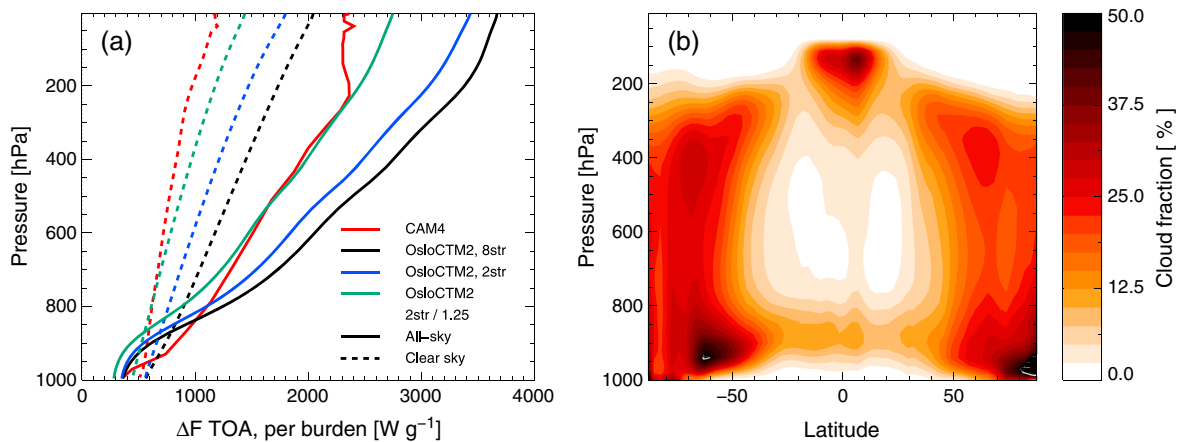 (a)
Pressure [hPa]
200
400
600
800
1000
0
1000
2000
3000
4000
ΔF TOA, per burden [W g⁻¹]
CAM4
OsloCTM2, 8str
OsloCTM2, 2str
OsloCTM2
2str / 1.25
All–sky
Clear sky
(b)
Pressure [hPa]
200
400
600
800
1000
−50
0
50
Latitude
50.0
37.5
25.0
12.5
0.0
Cloud fraction [ % ]